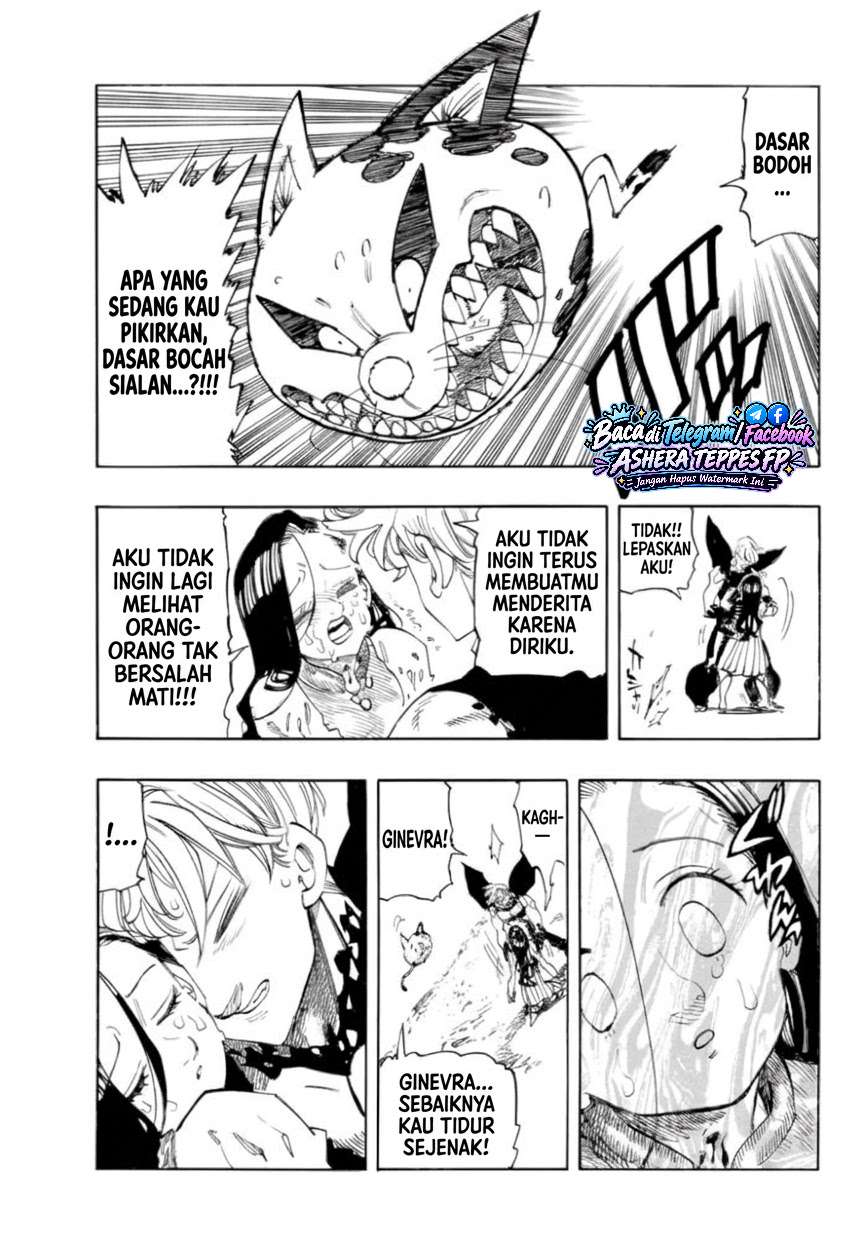 DASAR
BODOH
...
APA YANG
SEDANG KAU
PIKIRKAN,
DASAR BOCAH
SIALAN...?!!!
Baca di Telegram/Facebook
ASHERA TEPPES FP
Jangan Hapus Watermark Ini
TIDAK!!
LEPASKAN
AKU!
AKU TIDAK
INGIN TERUS
MEMBUATMU
MENDERITA
KARENA
DIRIKU.
AKU TIDAK
INGIN LAGI
MELIHAT
ORANG-
ORANG TAK
BERSALAH
MATI!!!
KAGH-
—
GINEVRA!
GINEVRA...
SEBAIKNYA
KAU TIDUR
SEJENAK!
!...